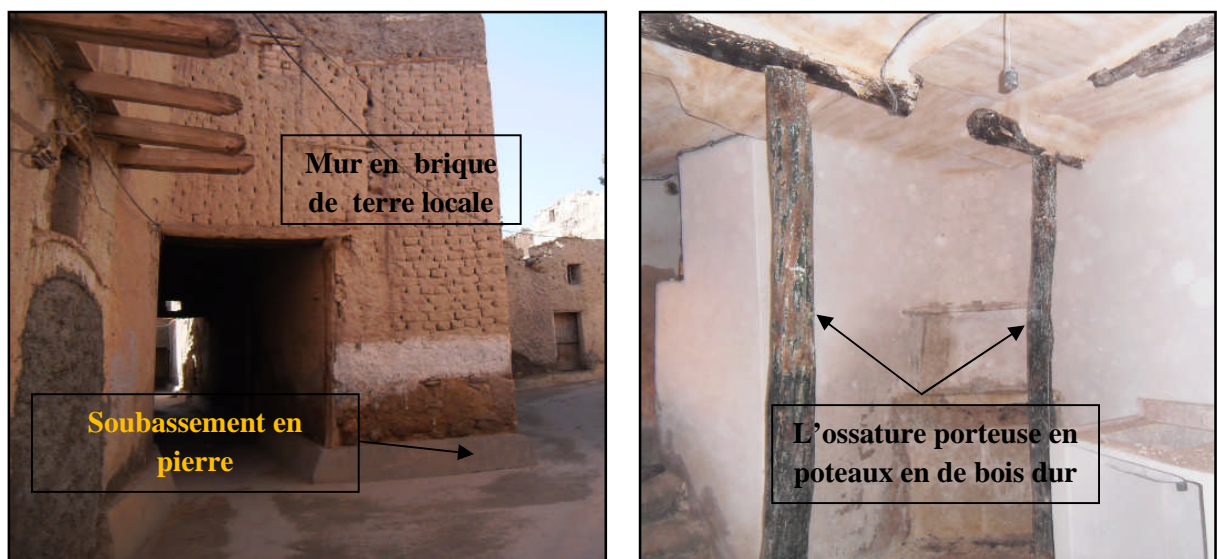 Mur en brique
de terre locale
Soubassement en
pierre
L'ossature porteuse en
poteaux en de bois dur